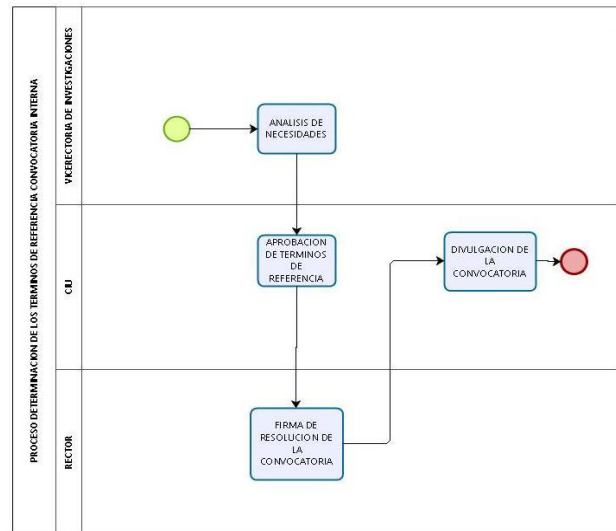 PROCESO DETERMINACION DE LOS TERMINOS DE REFERENCIA CONVOCATORIA INTERNA
VICERECTORIA DE INVESTIGACIONES
ANALISIS DE
NECESIDADES
CIU
APROBACION
DE TERMINOS
DE
REFERENCIA
DIVULGACION DE
LA
CONVOCATORIA
RECTOR
FIRMA DE
RESOLUCION DE
LA
CONVOCATORIA